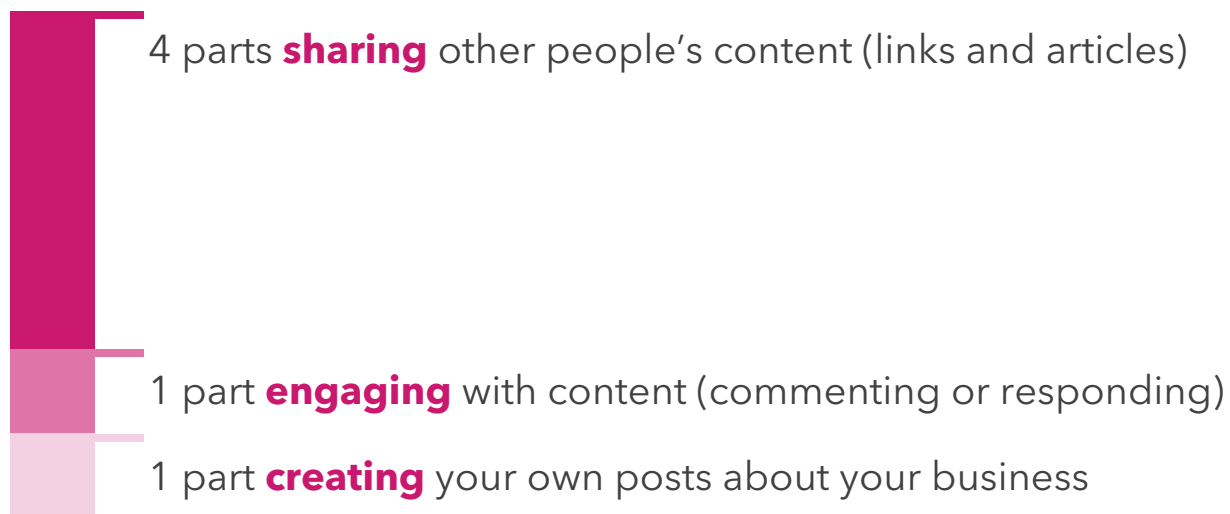 4 parts sharing other people’s content (links and articles)
1 part engaging with content (commenting or responding)
1 part creating your own posts about your business